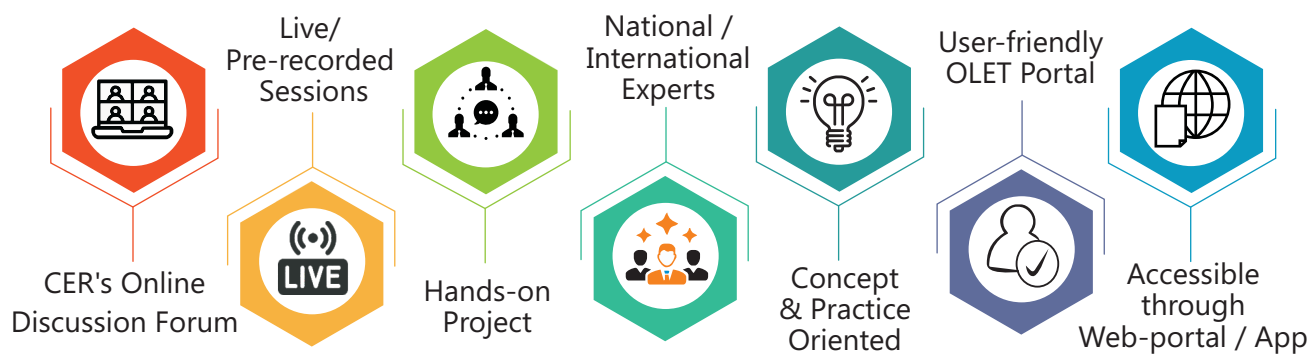 CER's Online
Discussion Forum
Live/
Pre-recorded
Sessions
LIVE
Hands-on
Project
National /
International
Experts
Concept
& Practice
Oriented
User-friendly
OLET Portal
Accessible
through
Web-portal / App